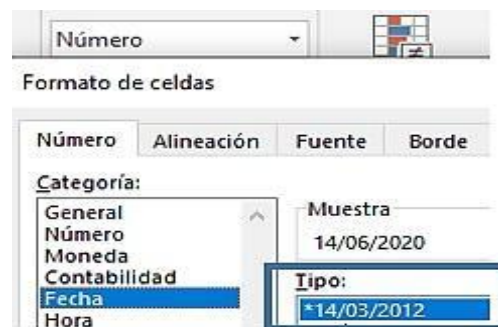 Número
Formato de celdas
Número Alineación Fuente Borde
Categoría:
General
Número
Moneda
Contabilidad
Fecha
Hora
Muestra
14/06/2020
Tipo:
*14/03/2012